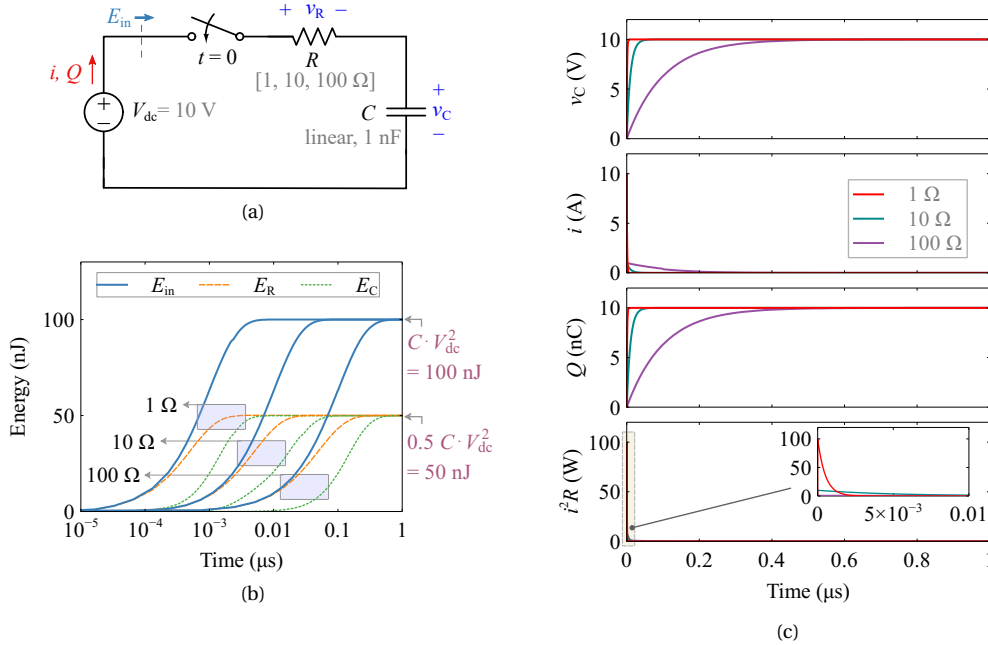 E_in
+ v_R −
t = 0
R
[1, 10, 100 Ω]
i, Q
+
−
V_dc = 10 V
C
linear, 1 nF
+
v_C
−
(a)
E_in E_R E_C
Energy (nJ)
100
50
0
1 Ω
10 Ω
100 Ω
C · V_dc^2
= 100 nJ
0.5 C · V_dc^2
= 50 nJ
10^−5 10^−4 10^−3 0.01 0.1 1
Time (µs)
(b)
v_C (V)
10
5
0
i (A)
10
5
0
1 Ω
10 Ω
100 Ω
Q (nC)
10
5
0
i^2R (W)
100
50
0
100
50
0
0 5×10^−3 0.01
0 0.2 0.4 0.6 0.8 1
Time (µs)
(c)